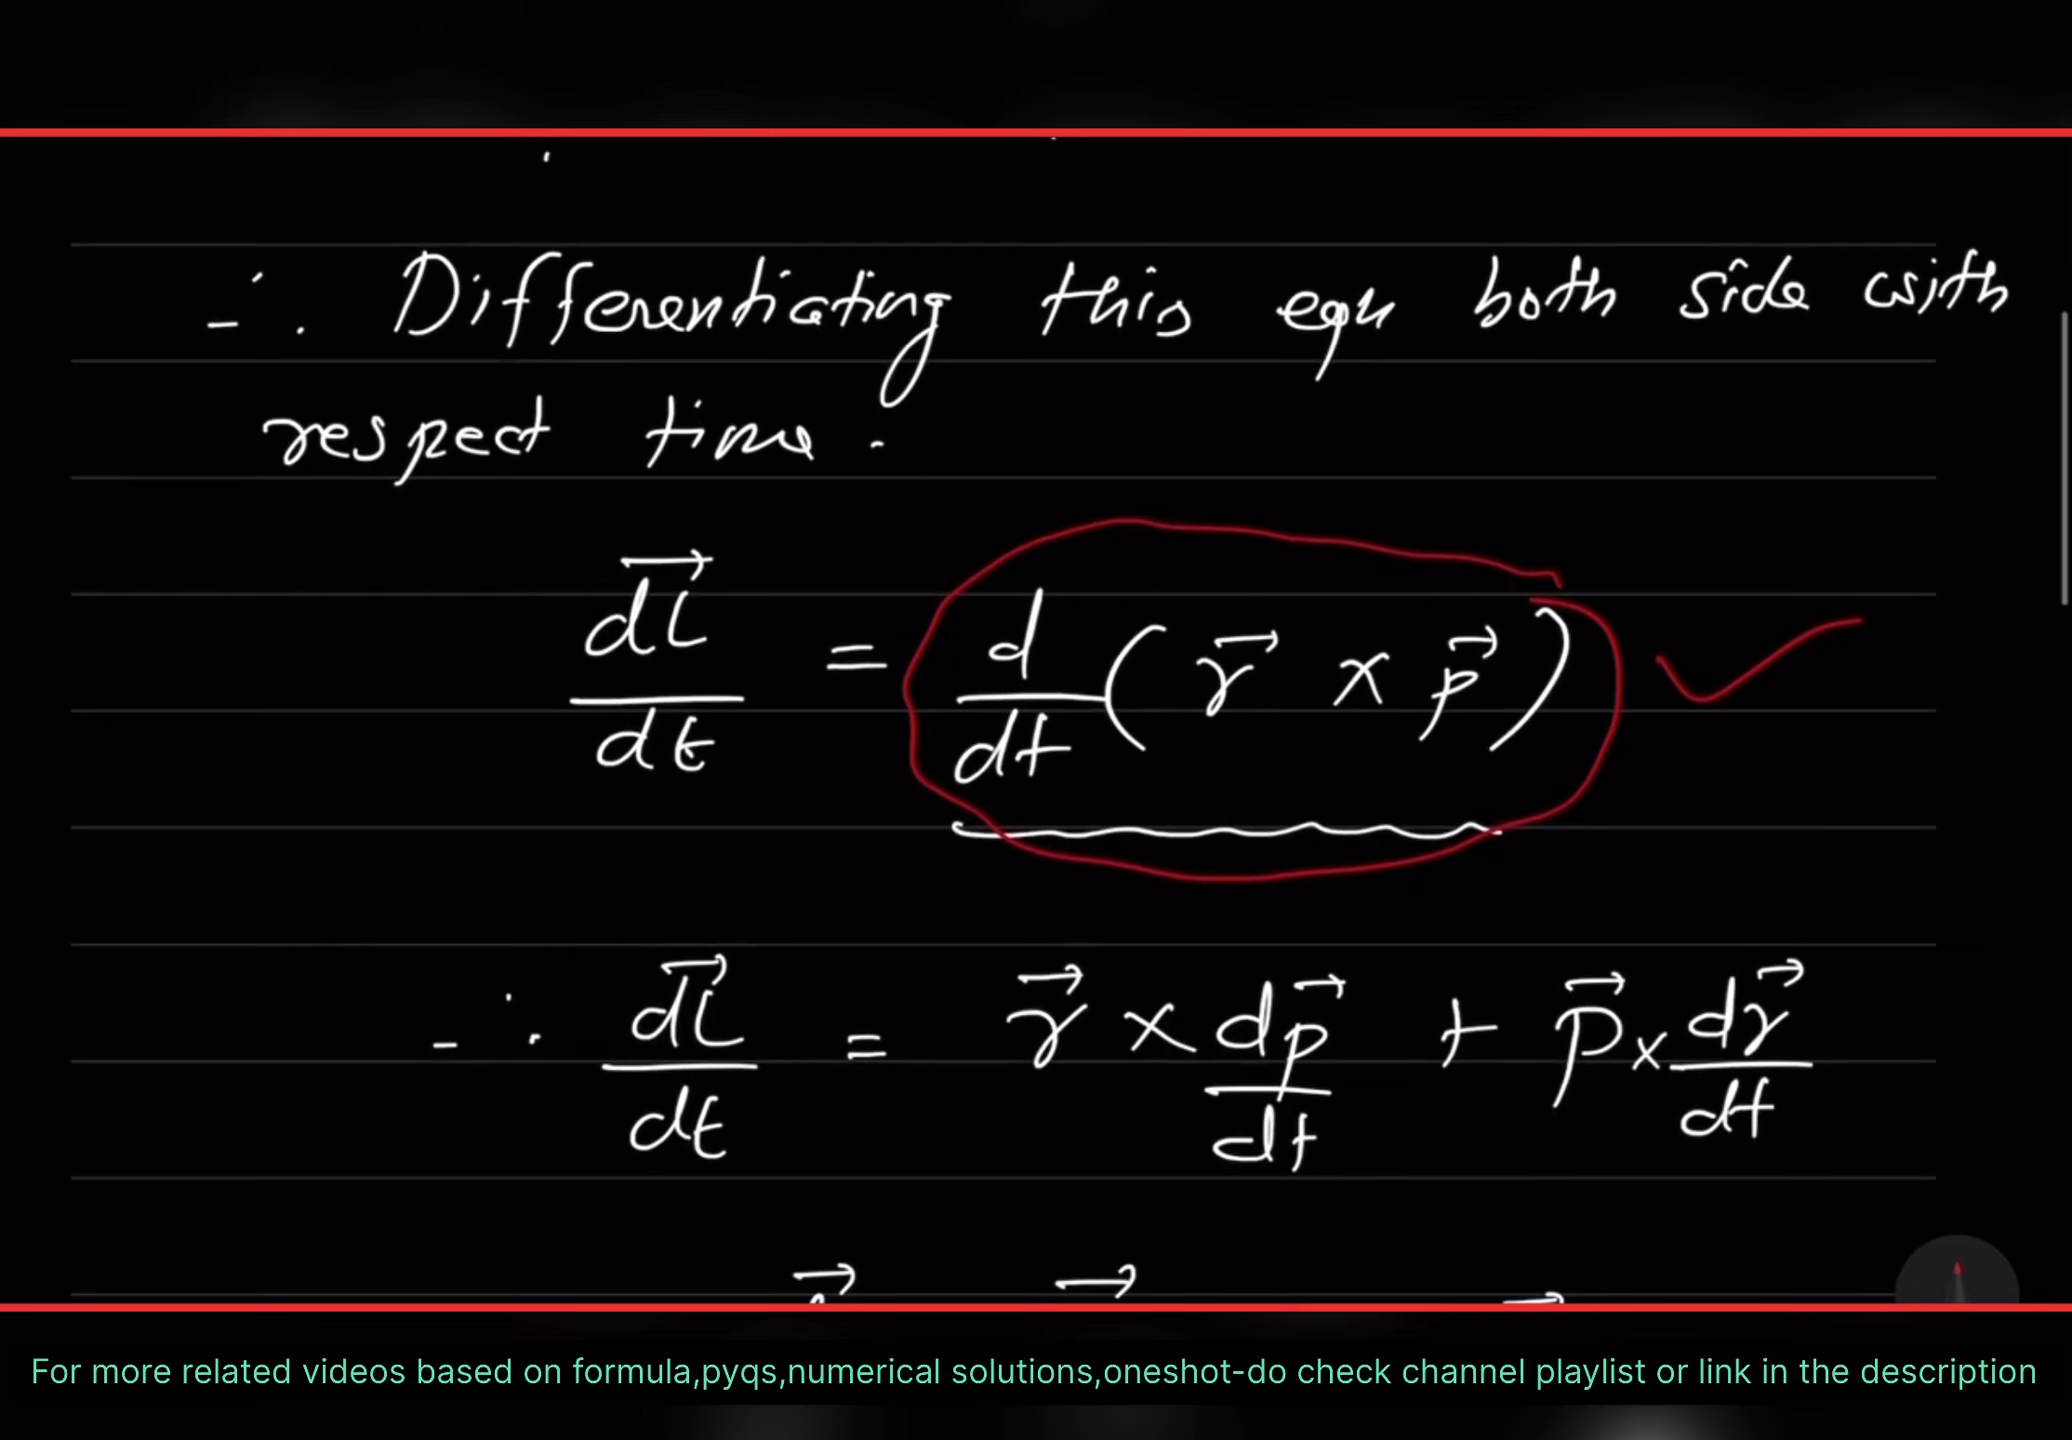 ∴ Differentiating this eqn both side with
respect time.
dL⃗/dt = d/dt (r⃗ × p⃗)
∴ dL⃗/dt = r⃗ × dp⃗/dt + p⃗ × dr⃗/dt
For more related videos based on formula,pyqs,numerical solutions,oneshot-do check channel playlist or link in the description